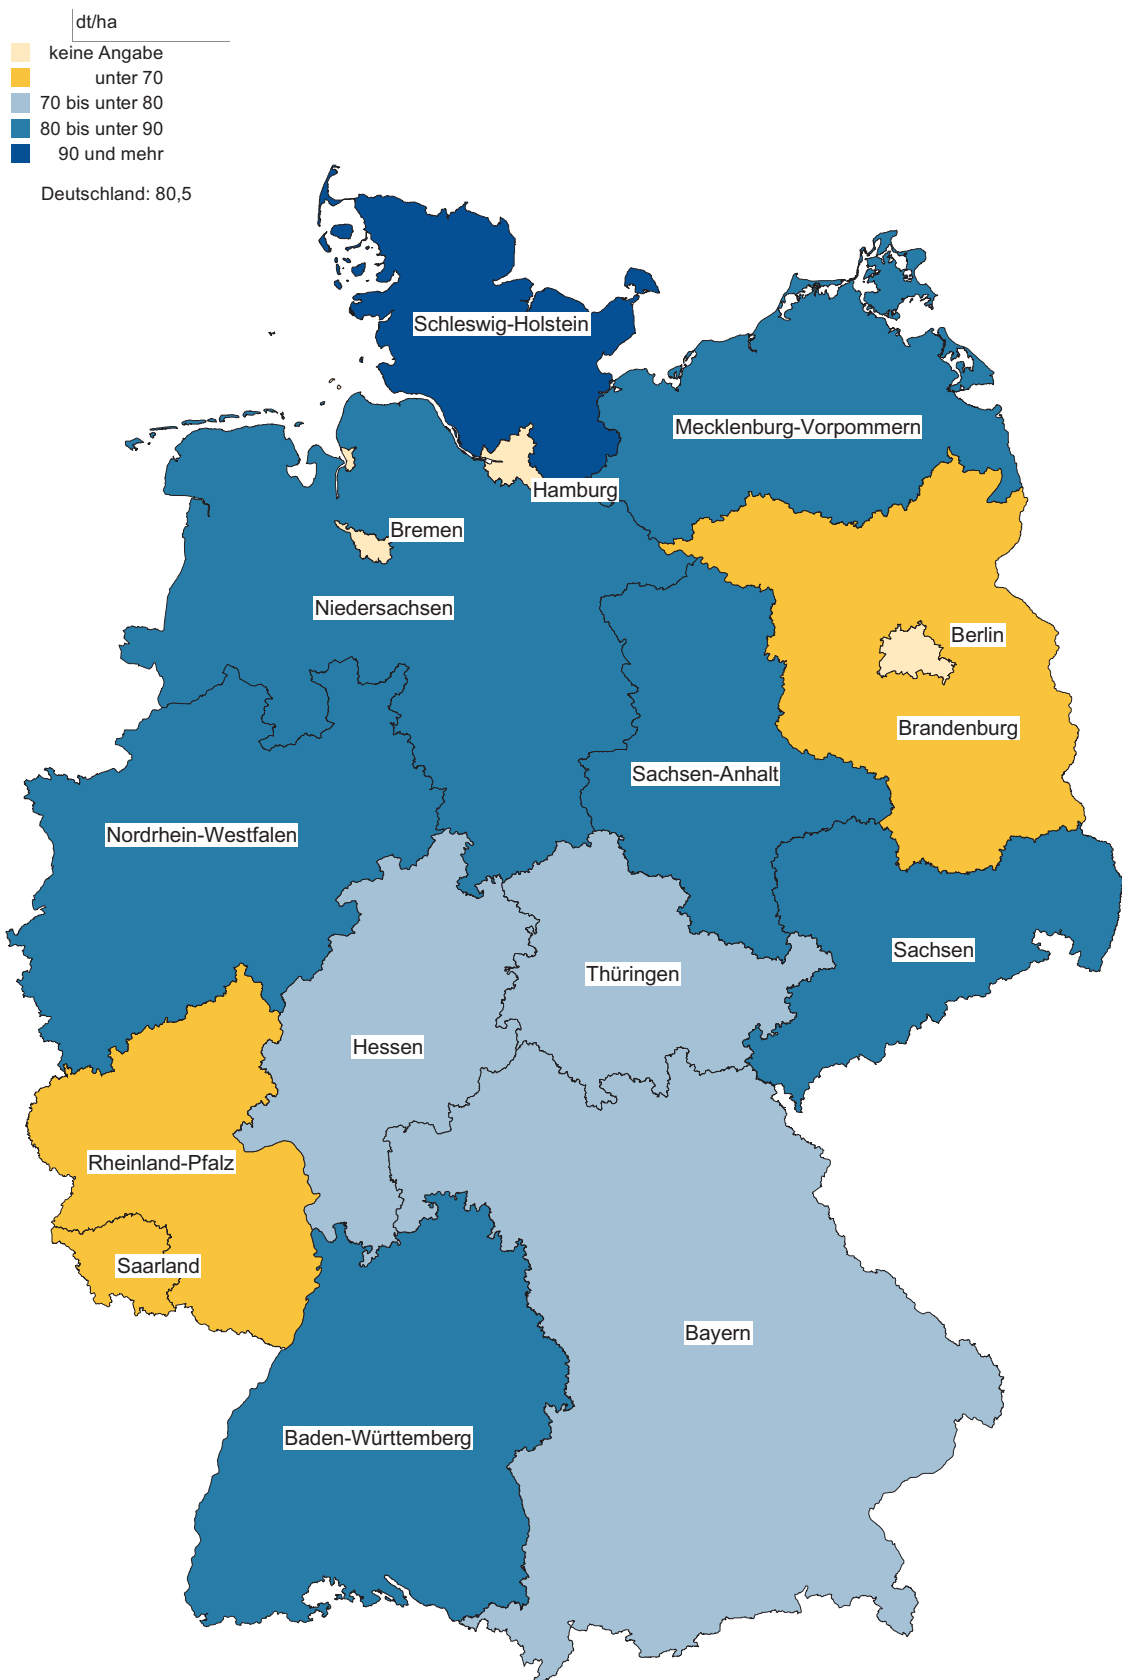 dt/ha
keine Angabe
unter 70
70 bis unter 80
80 bis unter 90
90 und mehr
Deutschland: 80,5
Schleswig-Holstein
Mecklenburg-Vorpommern
Hamburg
Bremen
Niedersachsen
Berlin
Brandenburg
Sachsen-Anhalt
Nordrhein-Westfalen
Sachsen
Thüringen
Hessen
Rheinland-Pfalz
Saarland
Bayern
Baden-Württemberg